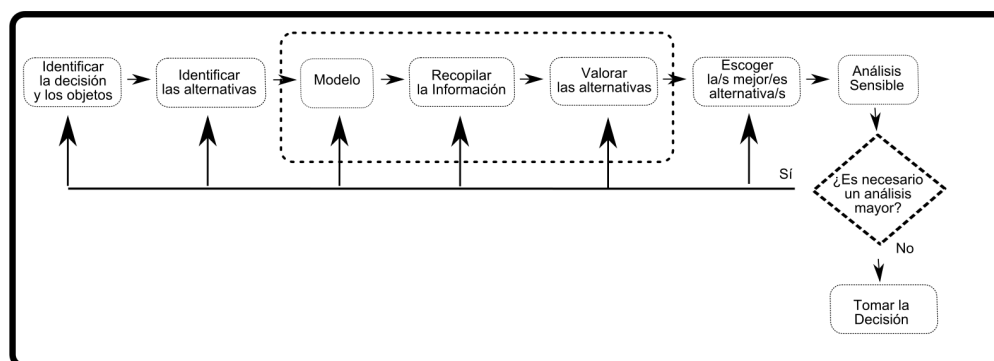 Identificar
la decisión
y los objetos
Identificar
las alternativas
Modelo
Recopilar
la Información
Valorar
las alternativas
Escoger
la/s mejor/es
alternativa/s
Análisis
Sensible
Sí
¿Es necesario
un análisis
mayor?
No
Tomar la
Decisión